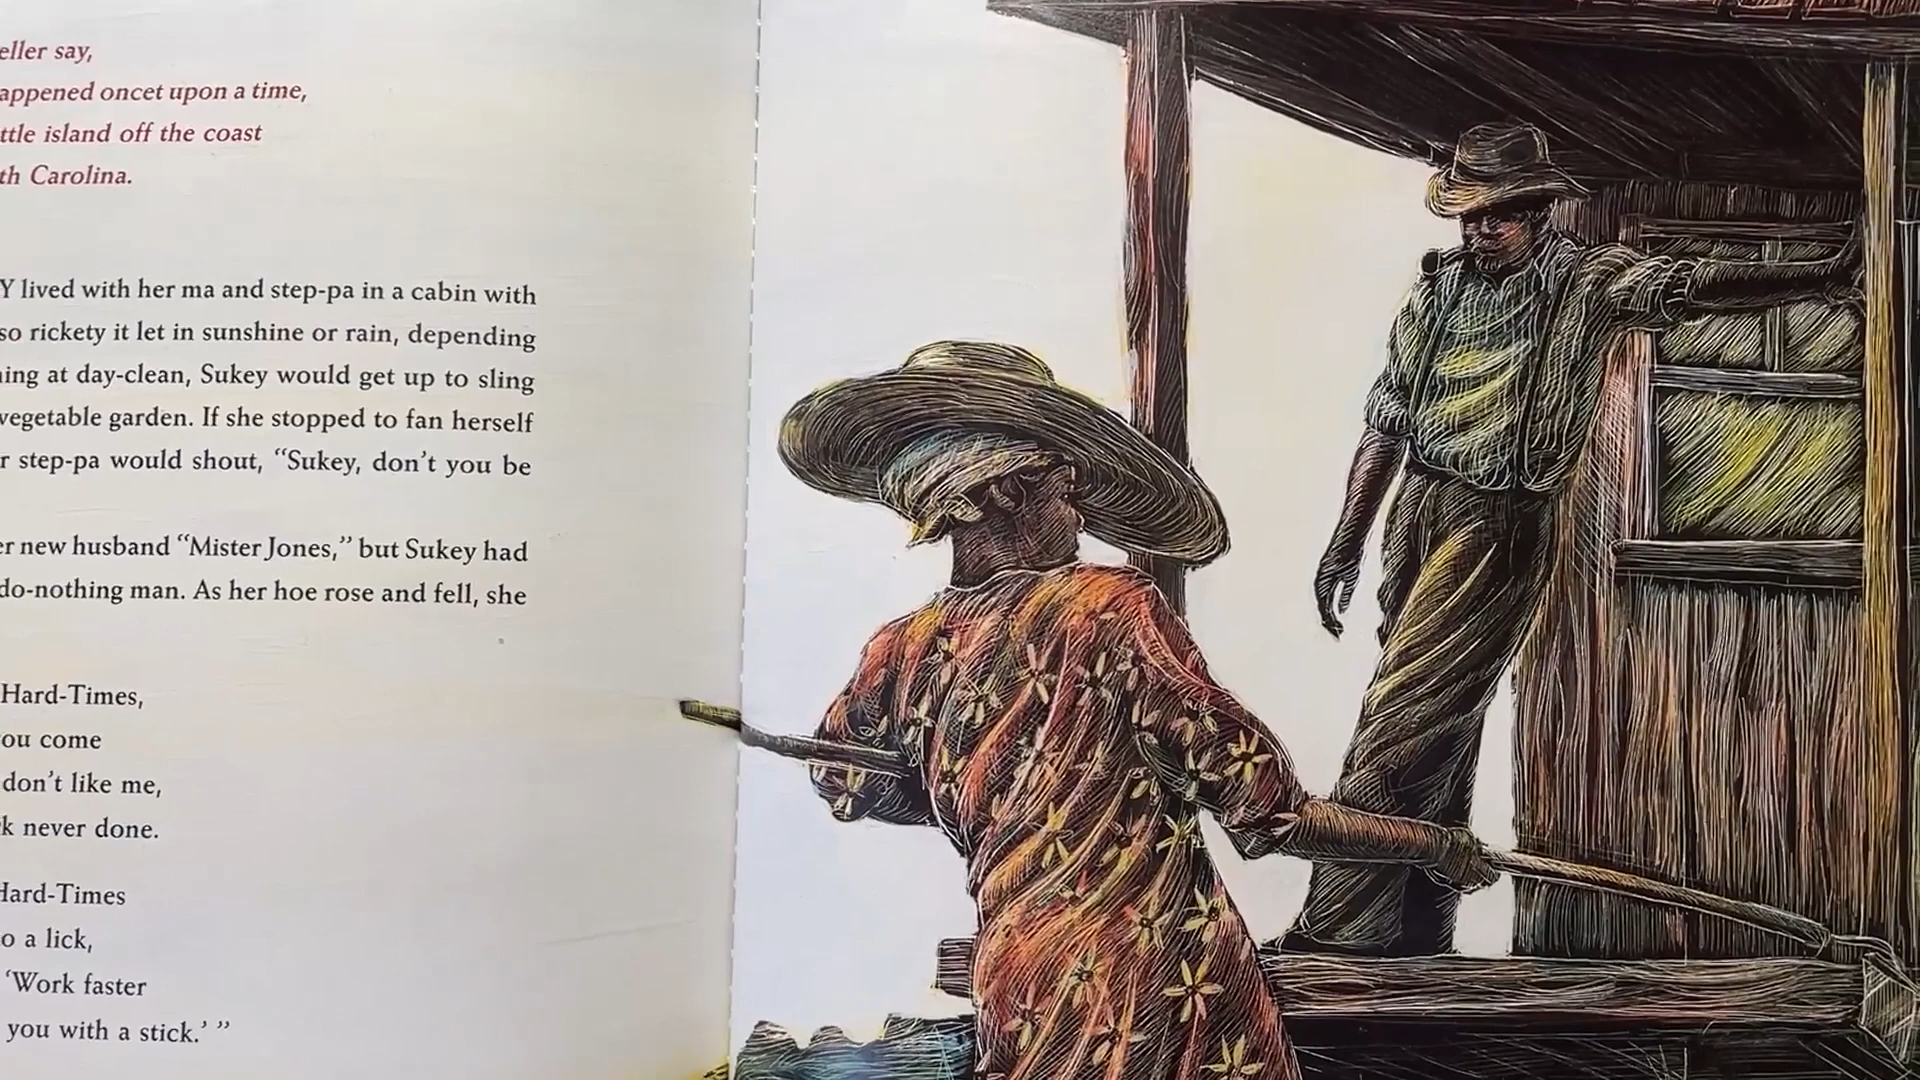 eller say,
appened oncet upon a time,
ttle island off the coast
th Carolina.
Y lived with her ma and step-pa in a cabin with
so rickety it let in sunshine or rain, depending
ing at day-clean, Sukey would get up to sling
vegetable garden. If she stopped to fan herself
r step-pa would shout, “Sukey, don’t you be
er new husband “Mister Jones,” but Sukey had
do-nothing man. As her hoe rose and fell, she
Hard-Times,
ou come
don’t like me,
k never done.
Hard-Times
o a lick,
‘Work faster
you with a stick.’ ”